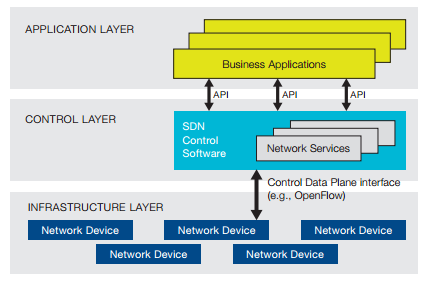 APPLICATION LAYER
Business Applications
API API API
CONTROL LAYER
SDN
Control
Software
Network Services
Control Data Plane interface
(e.g., OpenFlow)
INFRASTRUCTURE LAYER
Network Device Network Device Network Device
Network Device Network Device